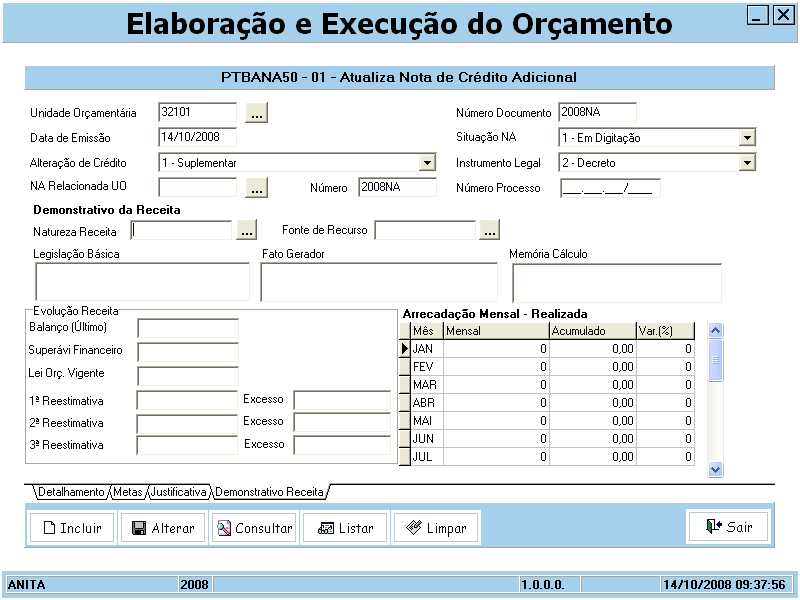 Elaboração e Execução do Orçamento
PTBANA50 - 01 - Atualiza Nota de Crédito Adicional
Unidade Orçamentária 32101 ... Número Documento 2008NA
Data de Emissão 14/10/2008 Situação NA 1 - Em Digitação
Alteração de Crédito 1 - Suplementar Instrumento Legal 2 - Decreto
NA Relacionada UO ... Número 2008NA Número Processo ___.___.___/____
Demonstrativo da Receita
Natureza Receita ... Fonte de Recurso ...
Legislação Básica Fato Gerador Memória Cálculo
Evolução Receita
Balanço (Último)
Superávi Financeiro
Lei Orç. Vigente
1ª Reestimativa Excesso
2ª Reestimativa Excesso
3ª Reestimativa Excesso
Arrecadação Mensal - Realizada
Mês Mensal Acumulado Var.(%)
JAN 0 0,00 0
FEV 0 0,00 0
MAR 0 0,00 0
ABR 0 0,00 0
MAI 0 0,00 0
JUN 0 0,00 0
JUL 0 0,00 0
Detalhamento Metas Justificativa Demonstrativo Receita
Incluir Alterar Consultar Listar Limpar Sair
ANITA 2008 1.0.0.0. 14/10/2008 09:37:56